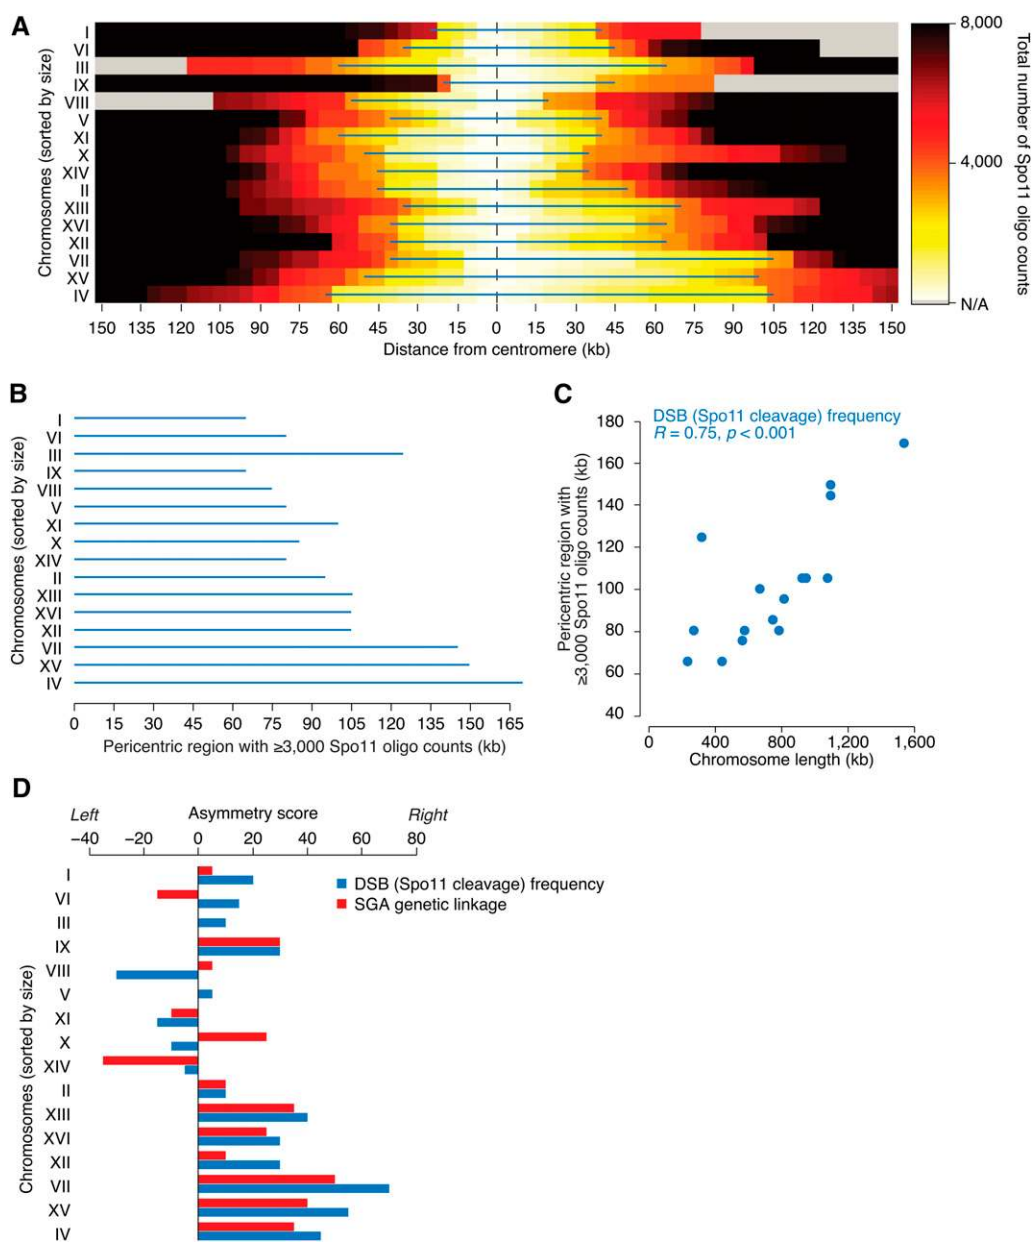 A
Chromosomes (sorted by size)
I
VI
III
IX
VIII
V
XI
X
XIV
II
XIII
XVI
XII
VII
XV
IV
150 135 120 105 90 75 60 45 30 15 0 15 30 45 60 75 90 105 120 135 150
Distance from centromere (kb)
8,000
4,000
N/A
Total number of Spo11 oligo counts
B
Chromosomes (sorted by size)
I
VI
III
IX
VIII
V
XI
X
XIV
II
XIII
XVI
XII
VII
XV
IV
0 15 30 45 60 75 90 105 120 135 150 165
Pericentric region with ≥3,000 Spo11 oligo counts (kb)
C
DSB (Spo11 cleavage) frequency
R = 0.75, p < 0.001
Pericentric region with
≥3,000 Spo11 oligo counts (kb)
180
160
140
120
100
80
60
40
0 400 800 1,200 1,600
Chromosome length (kb)
D
Left Asymmetry score Right
−40 −20 0 20 40 60 80
DSB (Spo11 cleavage) frequency
SGA genetic linkage
Chromosomes (sorted by size)
I
VI
III
IX
VIII
V
XI
X
XIV
II
XIII
XVI
XII
VII
XV
IV